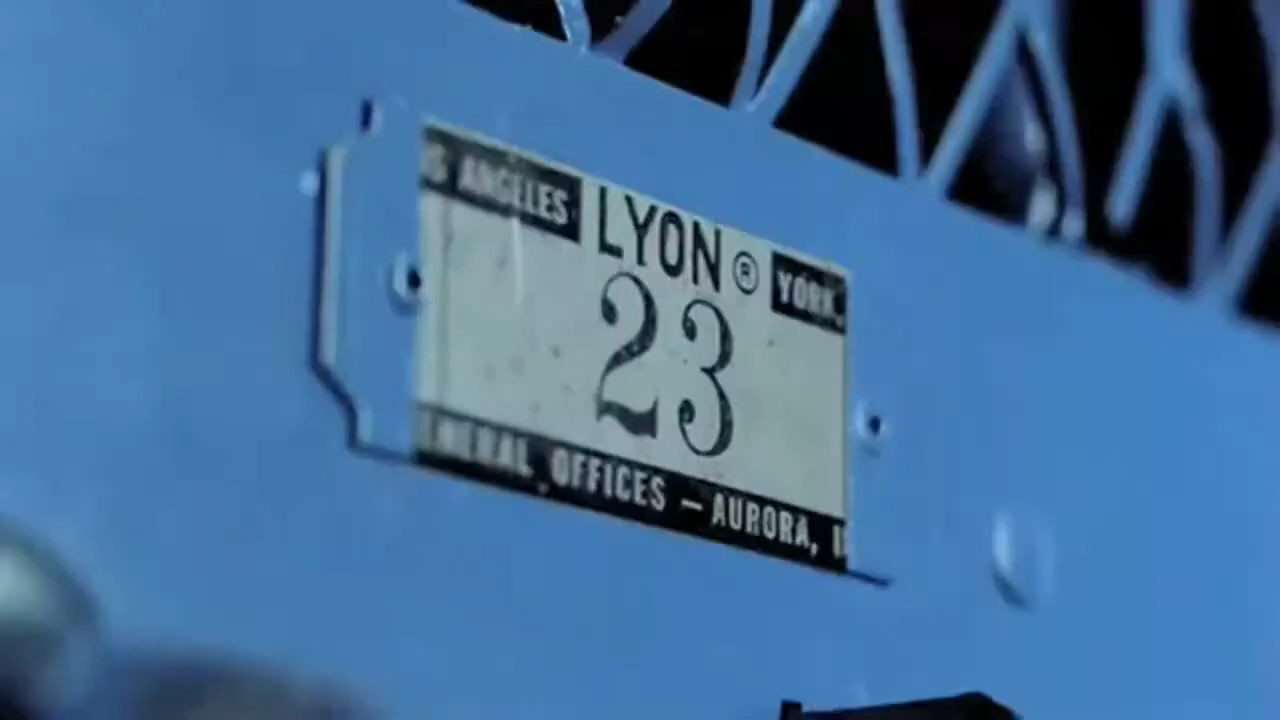 ANGELES LYON® YORK,
23
OFFICES — AURORA,